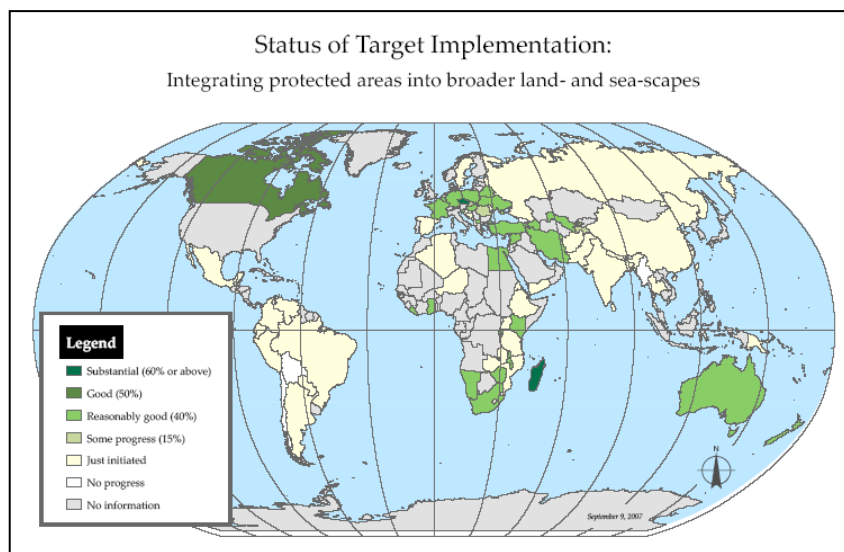 Status of Target Implementation:
Integrating protected areas into broader land- and sea-scapes
N
Legend
Substantial (60% or above)
Good (50%)
Reasonably good (40%)
Some progress (15%)
Just initiated
No progress
No information
September 9, 2007